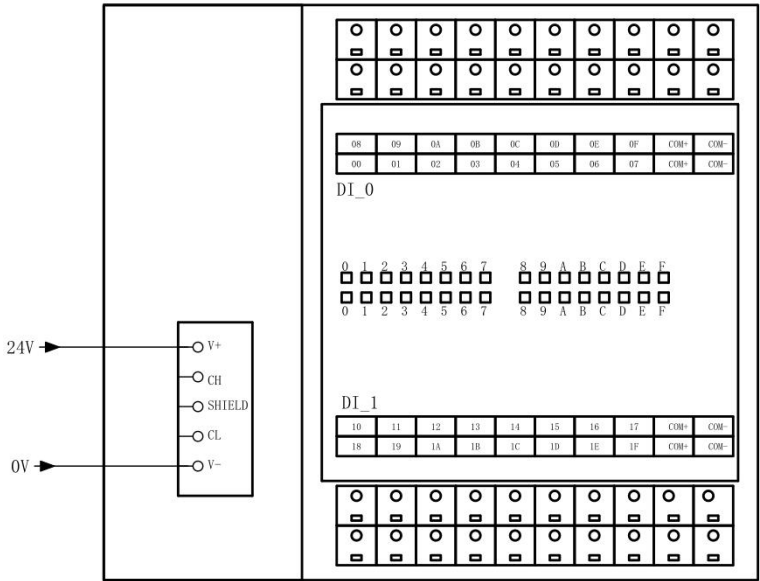 08 09 0A 0B 0C 0D 0E 0F COM+ COM-
00 01 02 03 04 05 06 07 COM+ COM-
DI_0
0 1 2 3 4 5 6 7 8 9 A B C D E F
0 1 2 3 4 5 6 7 8 9 A B C D E F
24V
V+
CH
SHIELD
CL
0V
V-
DI_1
10 11 12 13 14 15 16 17 COM+ COM-
18 19 1A 1B 1C 1D 1E 1F COM+ COM-